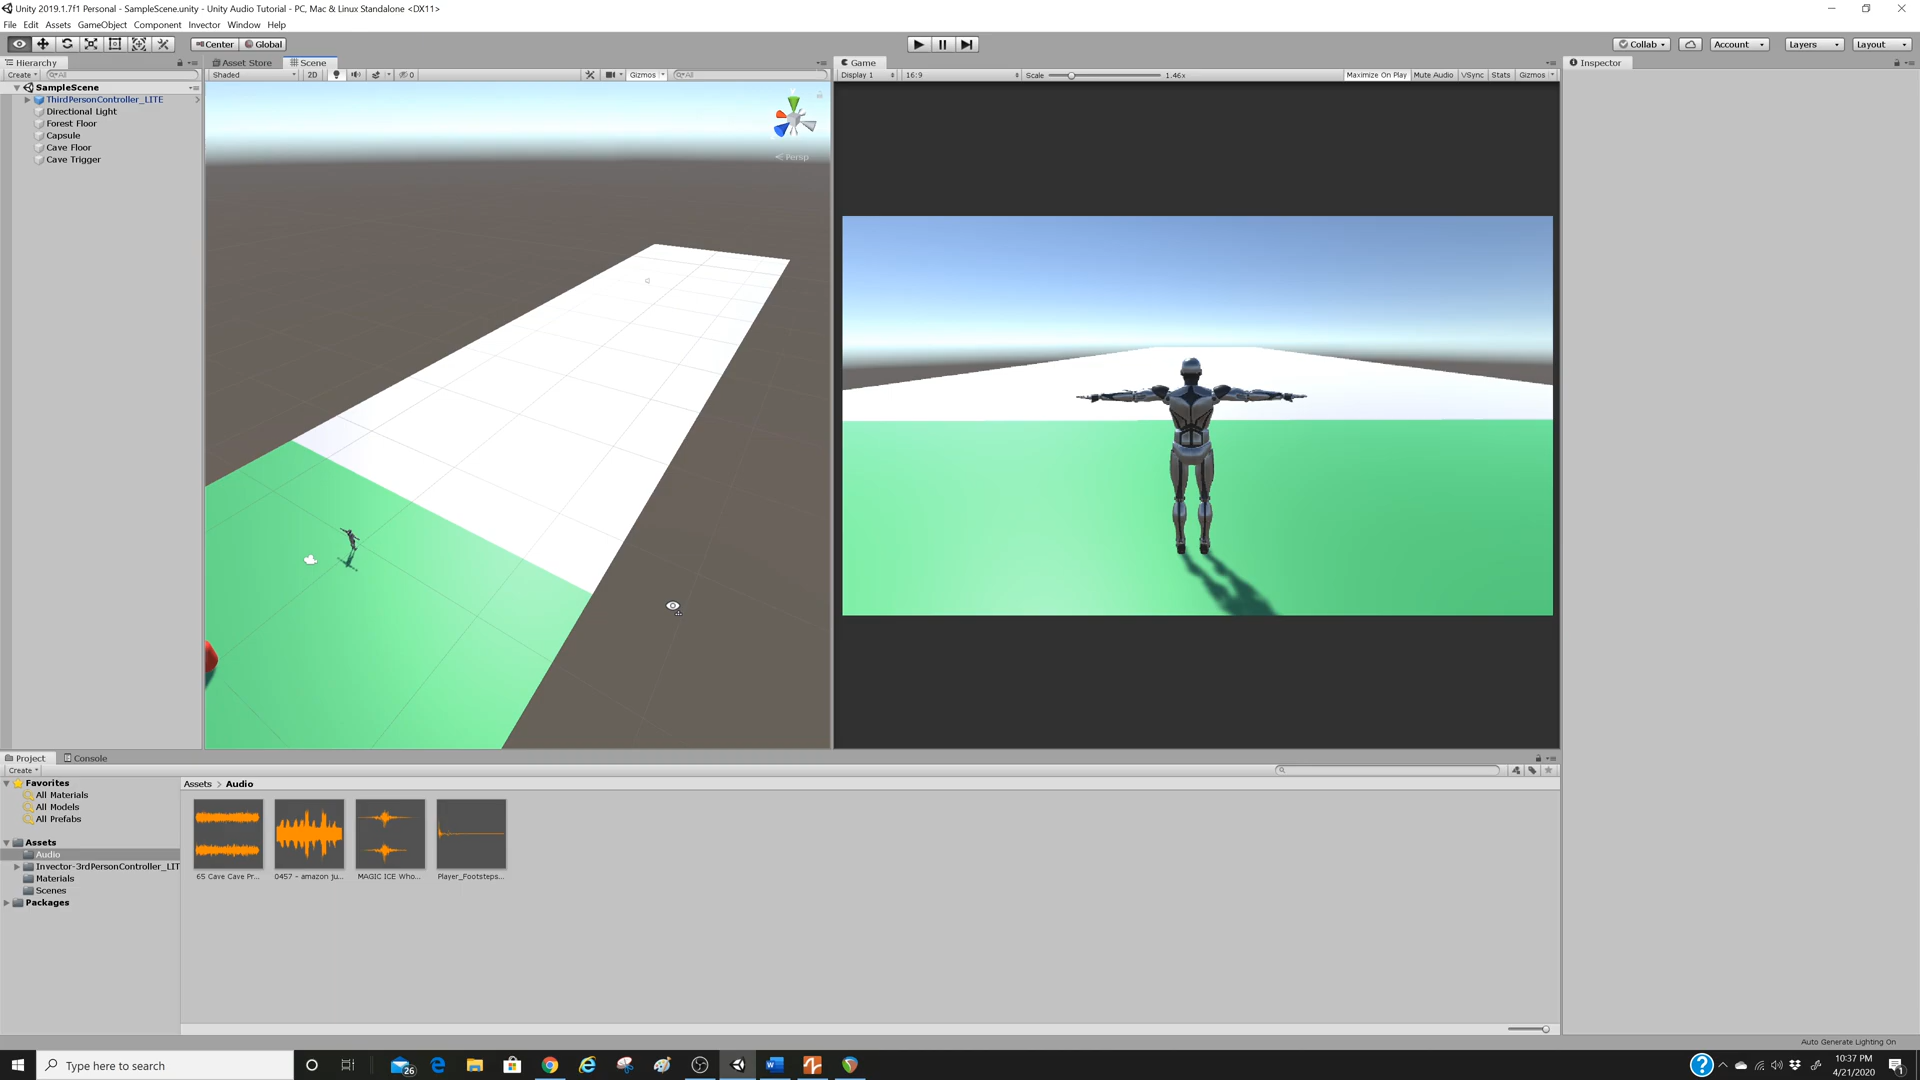 Unity 2019.1.7f1 Personal - SampleScene.unity - Unity Audio Tutorial - PC, Mac & Linux Standalone <DX11>
File Edit Assets GameObject Component Invector Window Help
Center Global Collab Account Layers Layout
Hierarchy Asset Store Scene Game Inspector
Create All Shaded 2D 0 Gizmos All Display 1 16:9 Scale 1.46x Maximize On Play Mute Audio VSync Stats Gizmos
SampleScene
ThirdPersonController_LITE
Directional Light
Forest Floor
Capsule
Cave Floor
Cave Trigger
y
Persp
Project Console
Create
Favorites
All Materials
All Models
All Prefabs
Assets
Audio
Invector-3rdPersonController_LIT
Materials
Scenes
Packages
Assets > Audio
65 Cave Cave Pr... 0457 - amazon ju... MAGIC ICE Who... Player_Footsteps...
Auto Generate Lighting On
Type here to search
26
10:37 PM
4/21/2020
1